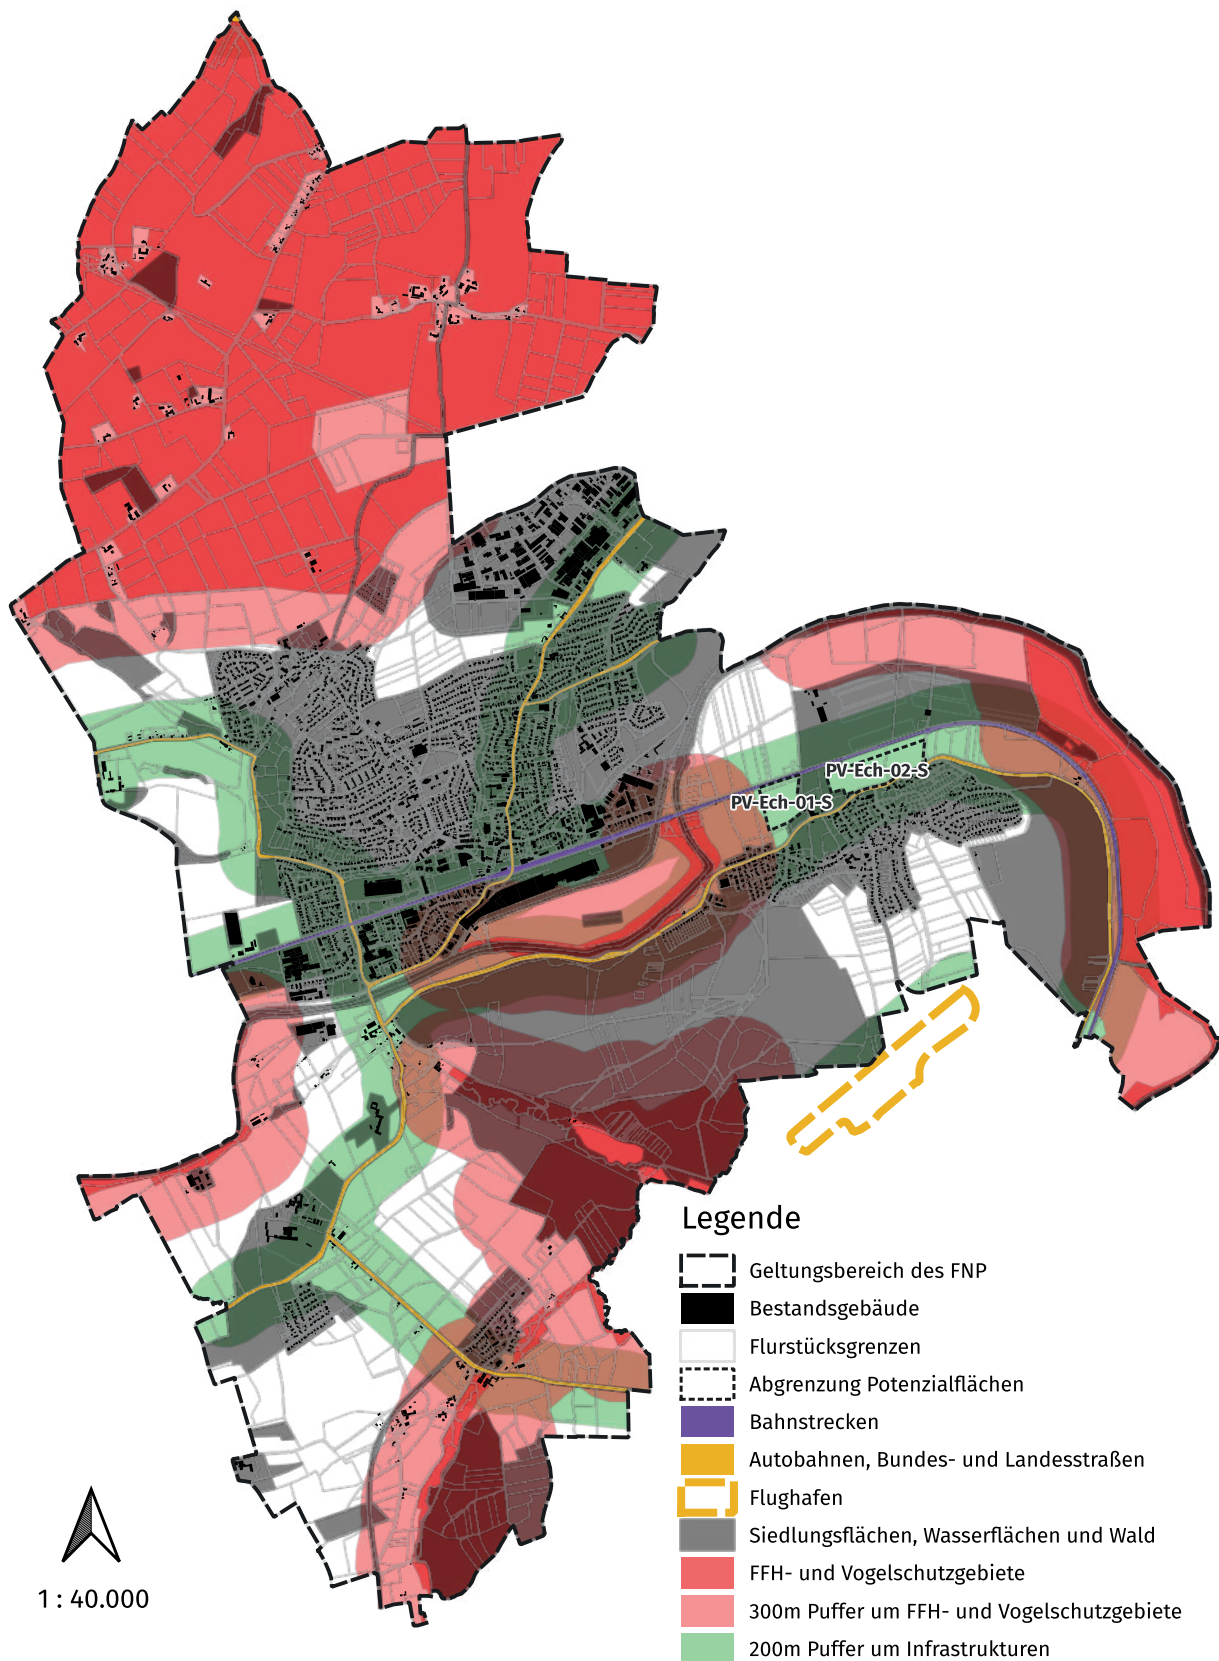 PV-Ech-02-S
PV-Ech-01-S
Legende
Geltungsbereich des FNP
Bestandsgebäude
Flurstücksgrenzen
Abgrenzung Potenzialflächen
Bahnstrecken
Autobahnen, Bundes- und Landesstraßen
Flughafen
Siedlungsflächen, Wasserflächen und Wald
FFH- und Vogelschutzgebiete
300m Puffer um FFH- und Vogelschutzgebiete
200m Puffer um Infrastrukturen
1 : 40.000